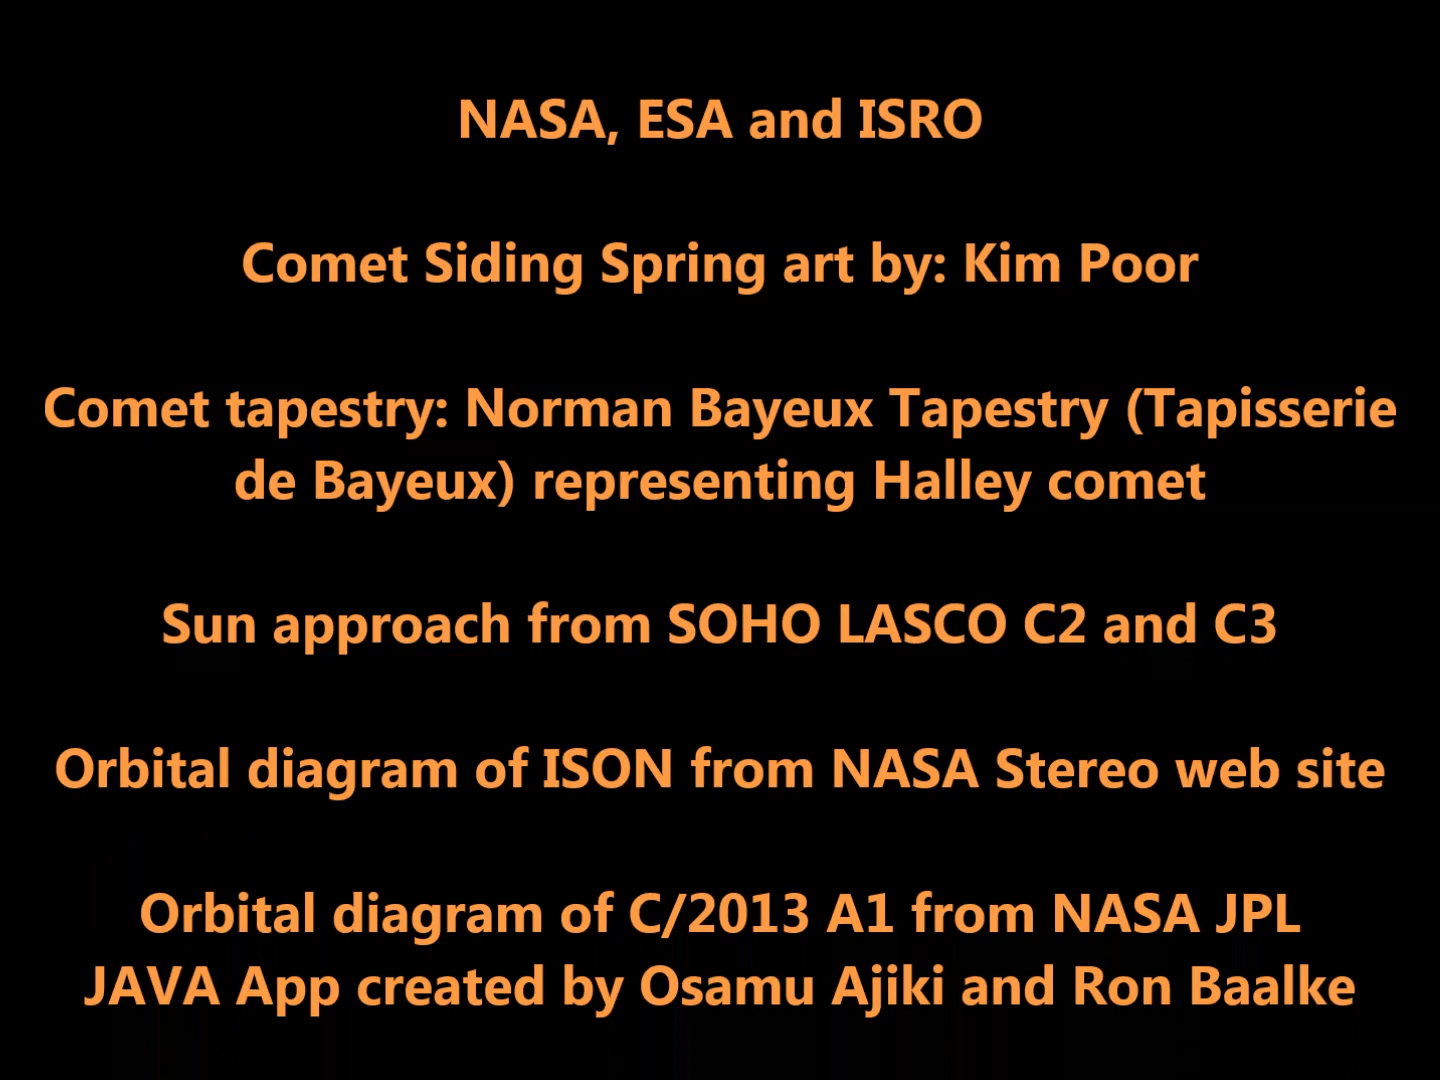 NASA, ESA and ISRO
Comet Siding Spring art by: Kim Poor
Comet tapestry: Norman Bayeux Tapestry (Tapisserie
de Bayeux) representing Halley comet
Sun approach from SOHO LASCO C2 and C3
Orbital diagram of ISON from NASA Stereo web site
Orbital diagram of C/2013 A1 from NASA JPL
JAVA App created by Osamu Ajiki and Ron Baalke